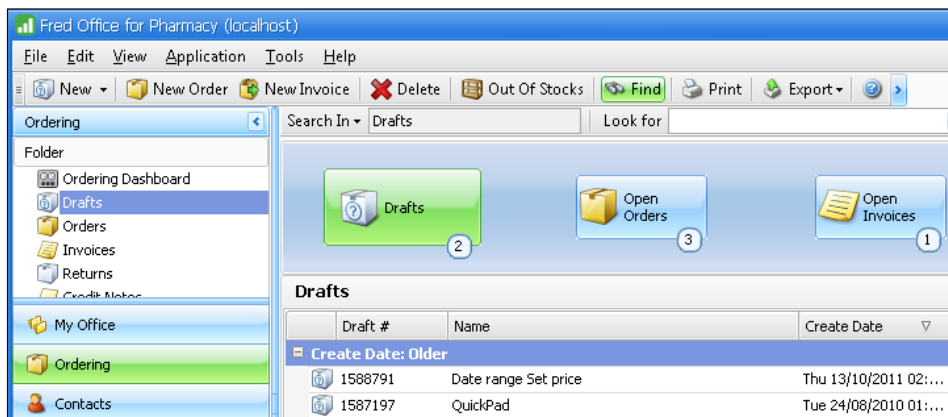 Fred Office for Pharmacy (localhost)
File Edit View Application Tools Help
New New Order New Invoice Delete Out Of Stocks Find Print Export
Ordering
Search In Drafts Look for
Folder
Ordering Dashboard
Drafts
Orders
Invoices
Returns
Credit Notes
My Office
Ordering
Contacts
Drafts
2
Open
Orders
3
Open
Invoices
1
Drafts
Draft # Name Create Date
Create Date: Older
1588791 Date range Set price Thu 13/10/2011 02:...
1587197 QuickPad Tue 24/08/2010 01:...